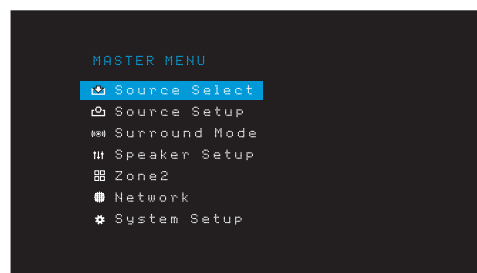 MASTER MENU
Source Select
Source Setup
Surround Mode
Speaker Setup
Zone2
Network
System Setup